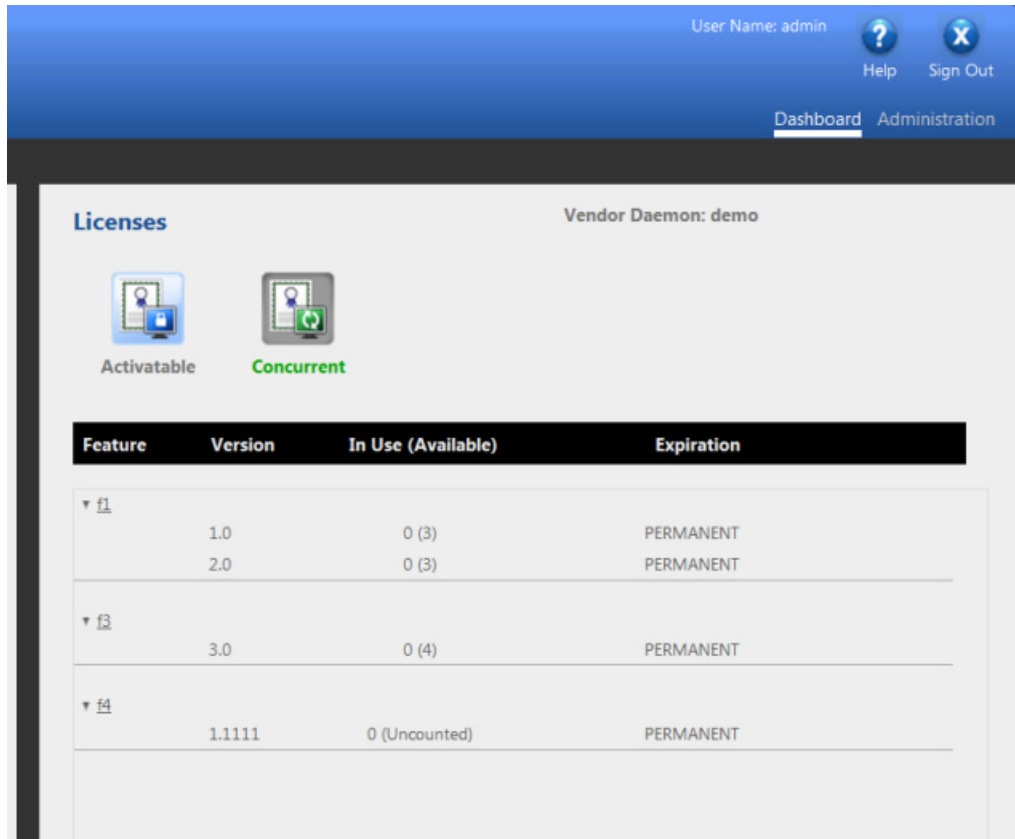 User Name: admin
? X
Help Sign Out
Dashboard Administration
Licenses Vendor Daemon: demo
Activatable Concurrent
Feature Version In Use (Available) Expiration
f1
1.0 0 (3) PERMANENT
2.0 0 (3) PERMANENT
f3
3.0 0 (4) PERMANENT
f4
1.1111 0 (Uncounted) PERMANENT